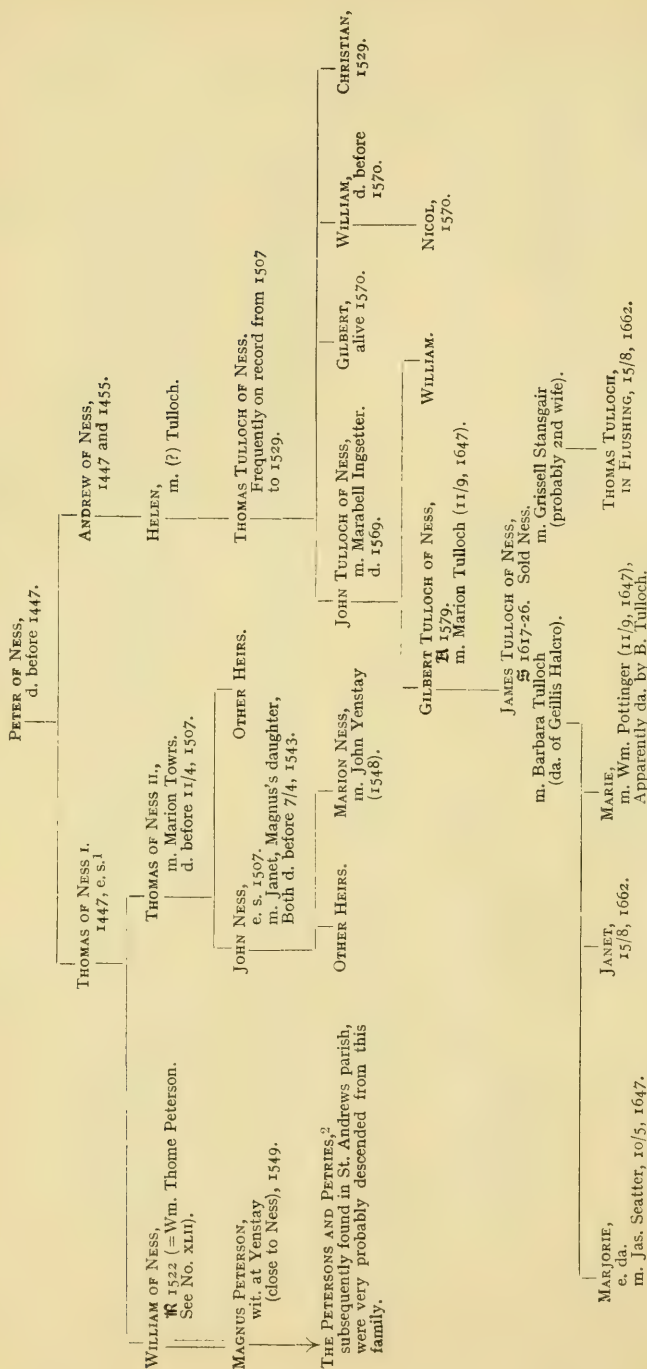 PETER OF NESS,
d. before 1447.
THOMAS OF NESS I.
1447, e. s.¹
ANDREW OF NESS,
1447 and 1455.
WILLIAM OF NESS,
1522 (=Wm. Thome Peterson.
See No. XLII).
THOMAS OF NESS II.,
m. Marion Towrs.
d. before 11/4, 1507.
HELEN,
m. (?) Tulloch.
MAGNUS PETERSON,
wit. at Yenstay
(close to Ness), 1549.
JOHN NESS,
e. s. 1507.
m. Janet, Magnus's daughter,
Both d. before 7/4, 1543.
OTHER HEIRS.
THOMAS TULLOCH OF NESS.
Frequently on record from 1507
to 1529.
THE PETERSONS AND PETRIES,²
subsequently found in St. Andrews parish,
were very probably descended from this
family.
OTHER HEIRS.
MARION NESS,
m. John Yenstay
(1548).
JOHN TULLOCH OF NESS,
m. Marabell Ingsetter.
d. 1569.
GILBERT,
alive 1570.
WILLIAM,
d. before
1570.
CHRISTIAN,
1529.
GILBERT TULLOCH OF NESS,
1579.
m. Marion Tulloch (11/9, 1647).
WILLIAM.
NICOL,
1570.
JAMES TULLOCH OF NESS,
1617-26. Sold Ness.
m. Barbara Tulloch
(da. of Geillis Halcro).
m. Grissell Stansgair
(probably 2nd wife).
MARJORIE,
e. da.
m. Jas. Seatter, 10/5, 1647.
JANET,
15/8, 1662.
MARIE,
m. Wm. Pottinger (11/9, 1647),
Apparently da. by B. Tulloch.
THOMAS TULLOCH,
IN FLUSHING, 15/8, 1662.